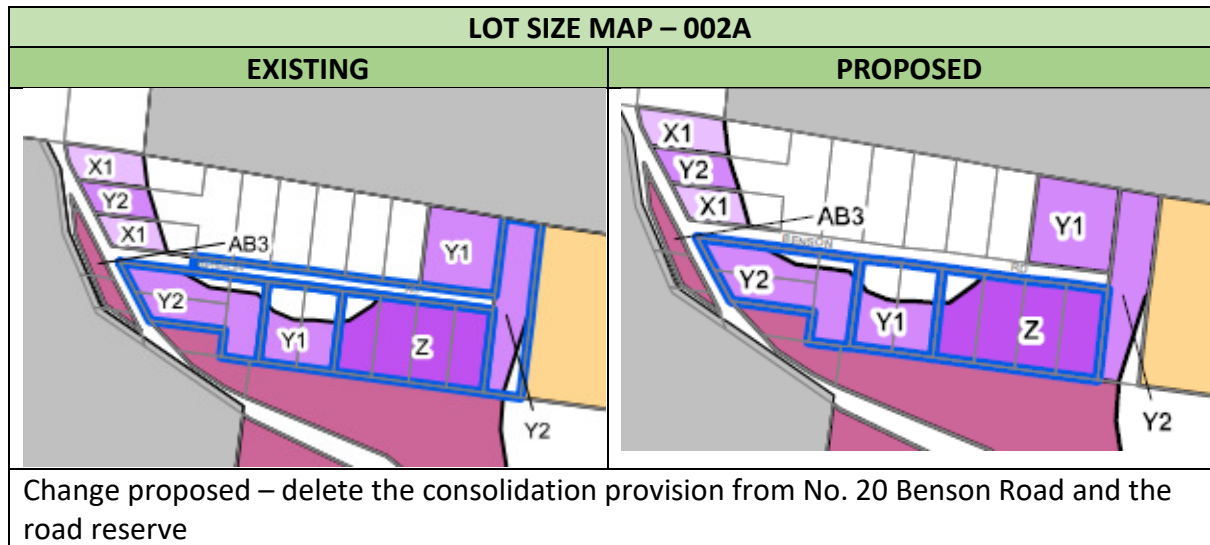 LOT SIZE MAP – 002A
EXISTING
PROPOSED
X1
Y2
X1
AB3
Y1
Y2
Y1
Z
Y2
X1
Y2
X1
AB3
Y1
BENSON
RD
Y2
Y1
Z
Y2
Change proposed – delete the consolidation provision from No. 20 Benson Road and the
road reserve